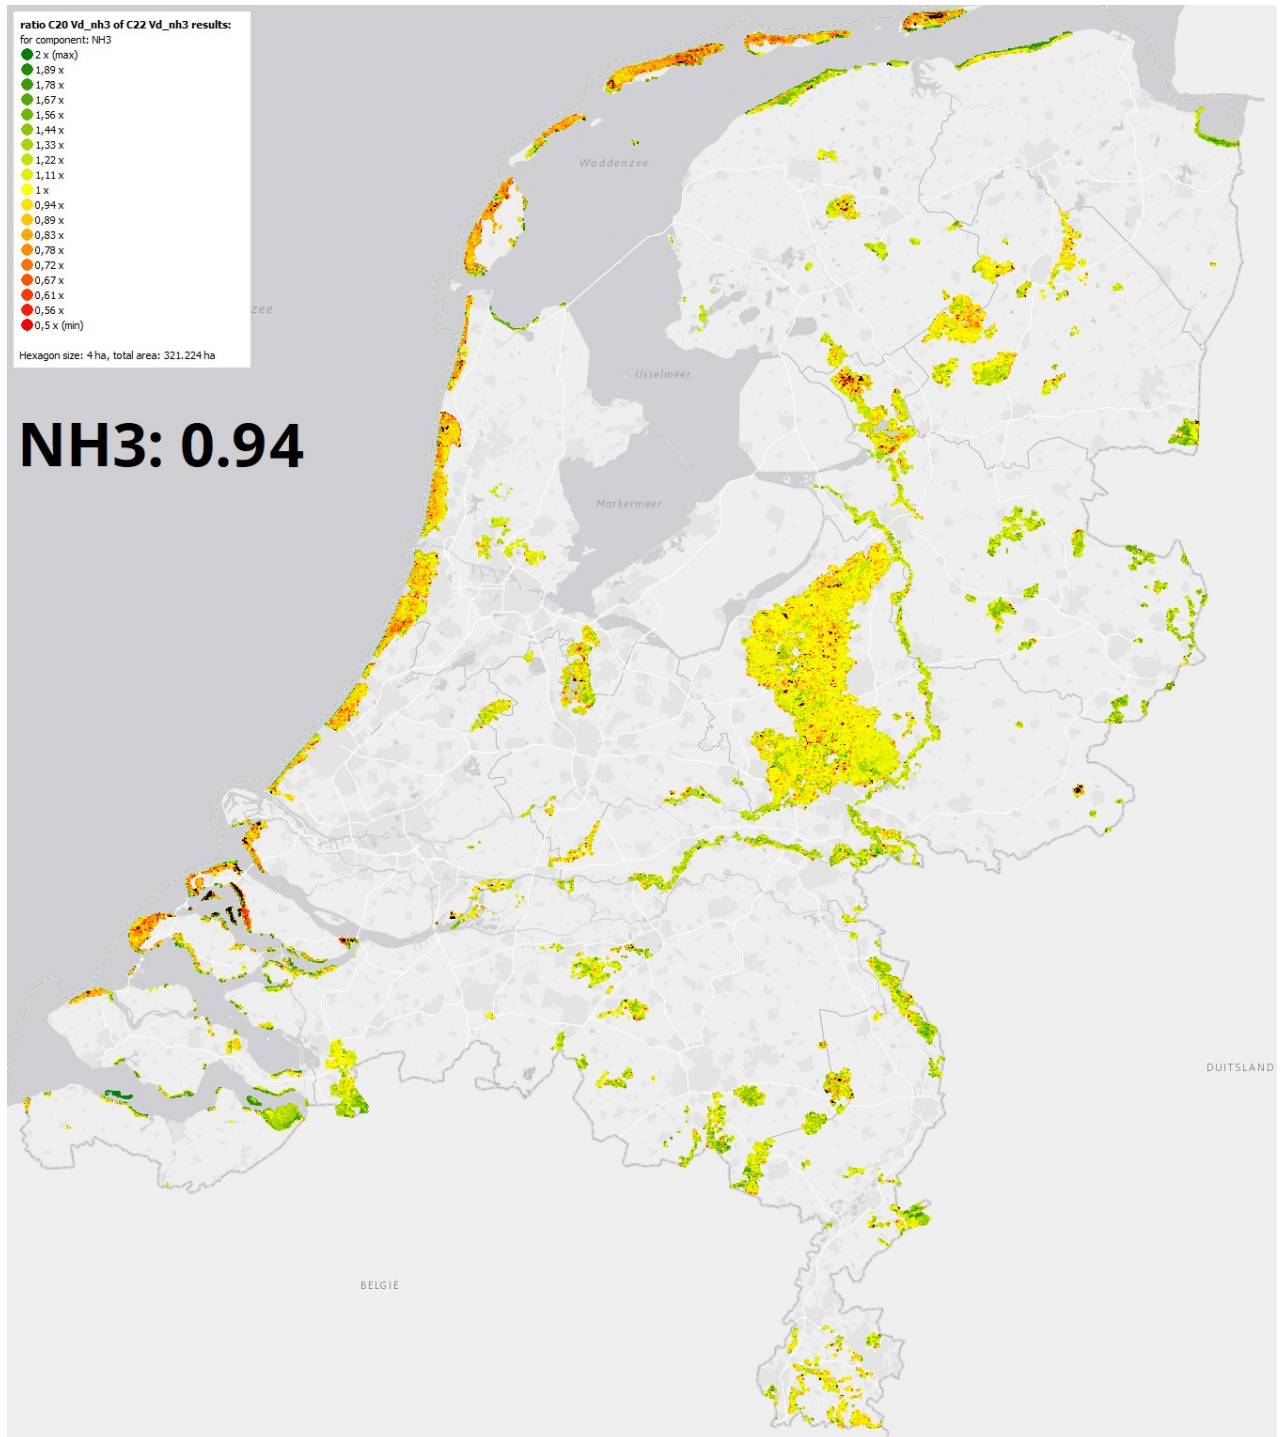 ratio C20 Vd_nh3 of C22 Vd_nh3 results:
for component: NH3
2 x (max)
1,89 x
1,78 x
1,67 x
1,56 x
1,44 x
1,33 x
1,22 x
1,11 x
1 x
0,94 x
0,89 x
0,83 x
0,78 x
0,72 x
0,67 x
0,61 x
0,56 x
0,5 x (min)
Hexagon size: 4 ha, total area: 321.224 ha
NH3: 0.94
Waddenzee
zee
IJsselmeer
Markermeer
DUITSLAND
BELGIË